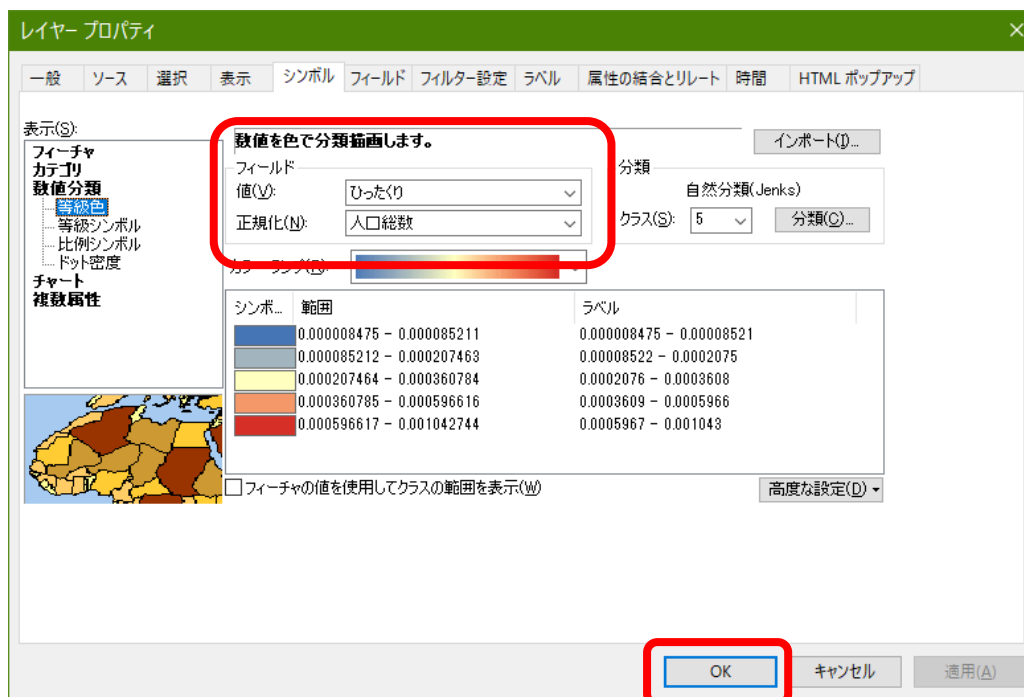 レイヤー プロパティ
一般 ソース 選択 表示 シンボル フィールド フィルター設定 ラベル 属性の結合とリレート 時間 HTML ポップアップ
表示(S):
フィーチャ
カテゴリ
数値分類
等級色
等級シンボル
比例シンボル
ドット密度
チャート
複数属性
数値を色で分類描画します。
インポート(I)...
フィールド
値(V): ひったくり
正規化(N): 人口総数
分類
自然分類(Jenks)
クラス(S): 5 分類(C)...
カラー ランプ(R):
シンボ... 範囲 ラベル
0.000008475 - 0.000085211 0.000008475 - 0.00008521
0.000085212 - 0.000207463 0.00008522 - 0.0002075
0.000207464 - 0.000360784 0.0002076 - 0.0003608
0.000360785 - 0.000596616 0.0003609 - 0.0005966
0.000596617 - 0.001042744 0.0005967 - 0.001043
フィーチャの値を使用してクラスの範囲を表示(W)
高度な設定(D)
OK キャンセル 適用(A)